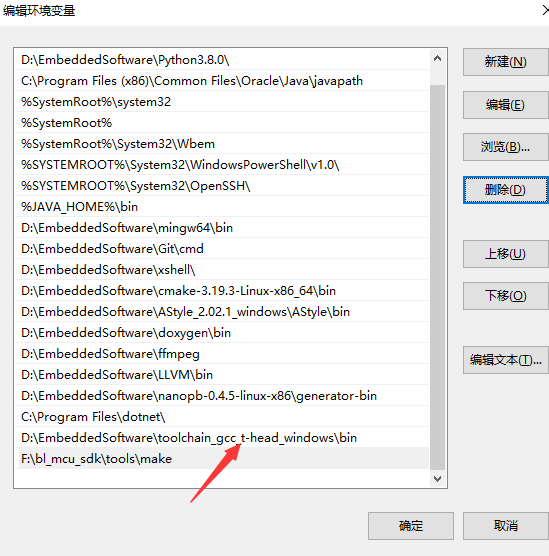 编辑环境变量
D:\EmbeddedSoftware\Python3.8.0\
C:\Program Files (x86)\Common Files\Oracle\Java\javapath
%SystemRoot%\system32
%SystemRoot%
%SystemRoot%\System32\Wbem
%SYSTEMROOT%\System32\WindowsPowerShell\v1.0\
%SYSTEMROOT%\System32\OpenSSH\
%JAVA_HOME%\bin
D:\EmbeddedSoftware\mingw64\bin
D:\EmbeddedSoftware\Git\cmd
D:\EmbeddedSoftware\xshell\
D:\EmbeddedSoftware\cmake-3.19.3-Linux-x86_64\bin
D:\EmbeddedSoftware\AStyle_2.02.1_windows\AStyle\bin
D:\EmbeddedSoftware\doxygen\bin
D:\EmbeddedSoftware\ffmpeg
D:\EmbeddedSoftware\LLVM\bin
D:\EmbeddedSoftware\nanopb-0.4.5-linux-x86\generator-bin
C:\Program Files\dotnet\
D:\EmbeddedSoftware\toolchain_gcc_t-head_windows\bin
F:\bl_mcu_sdk\tools\make
新建(N)
编辑(E)
浏览(B)...
删除(D)
上移(U)
下移(O)
编辑文本(T)...
确定
取消